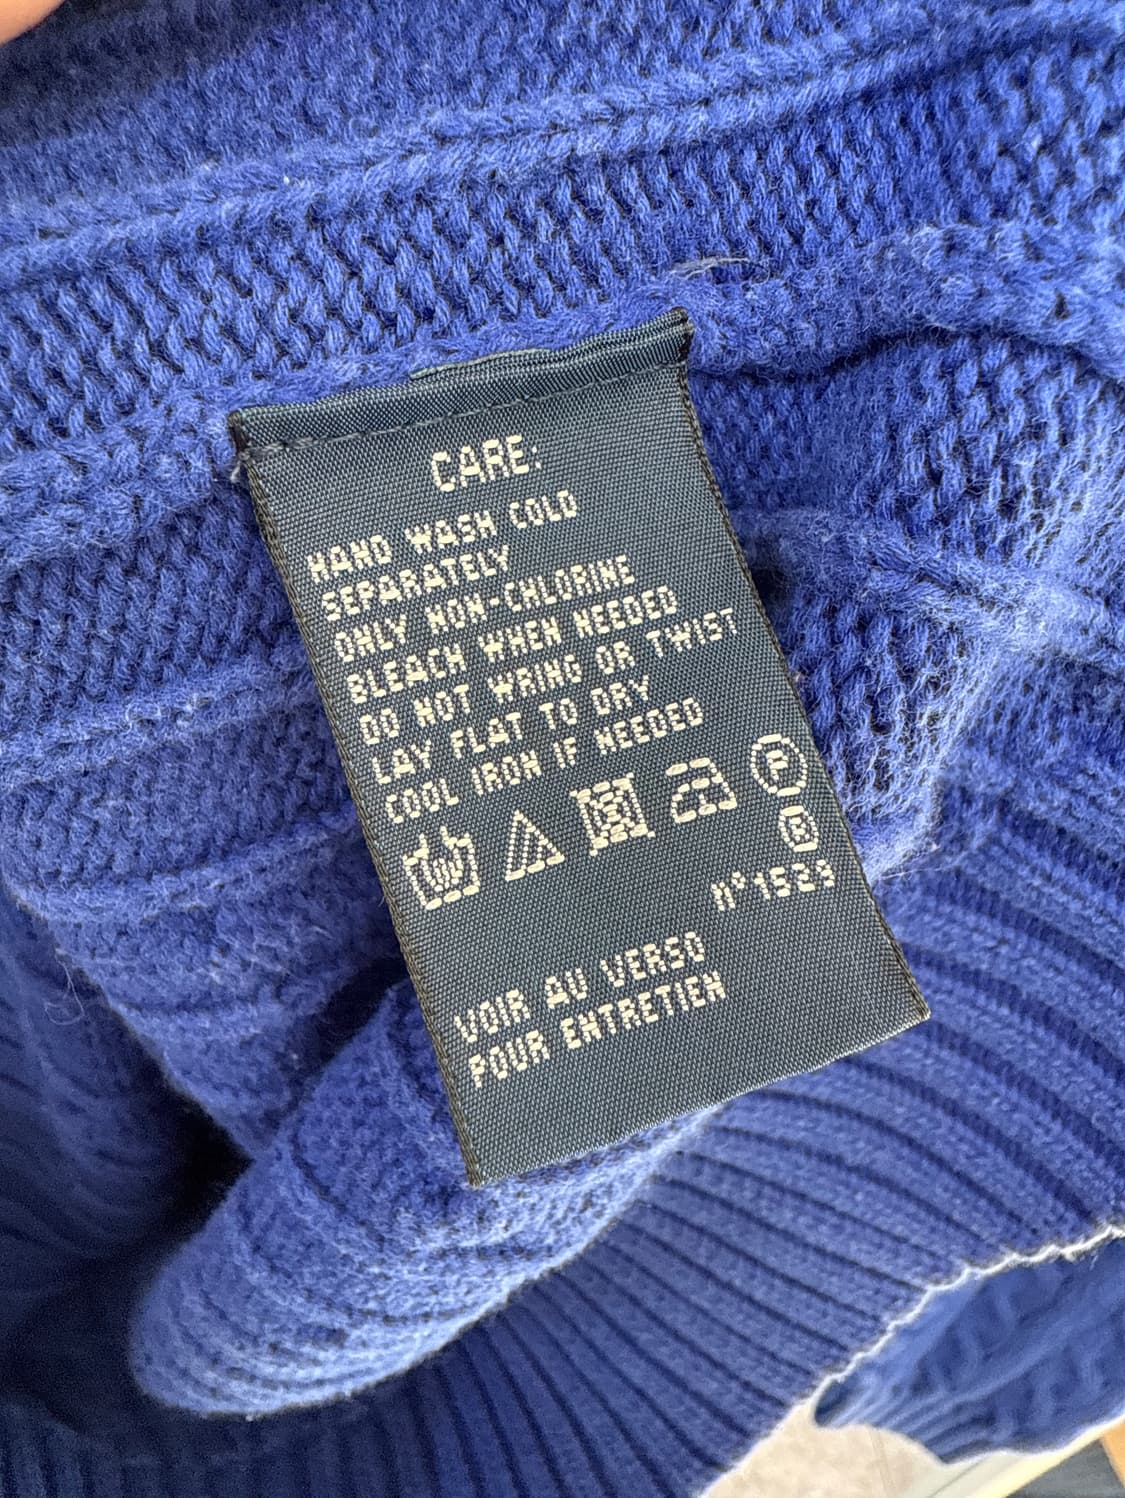 CARE:
HAND WASH COLD
SEPARATELY
ONLY NON-CHLORINE
BLEACH WHEN NEEDED
DO NOT WRING OR TWIST
LAY FLAT TO DRY
COOL IRON IF NEEDED
P
n°1529
VOIR AU VERSO
POUR ENTRETIEN